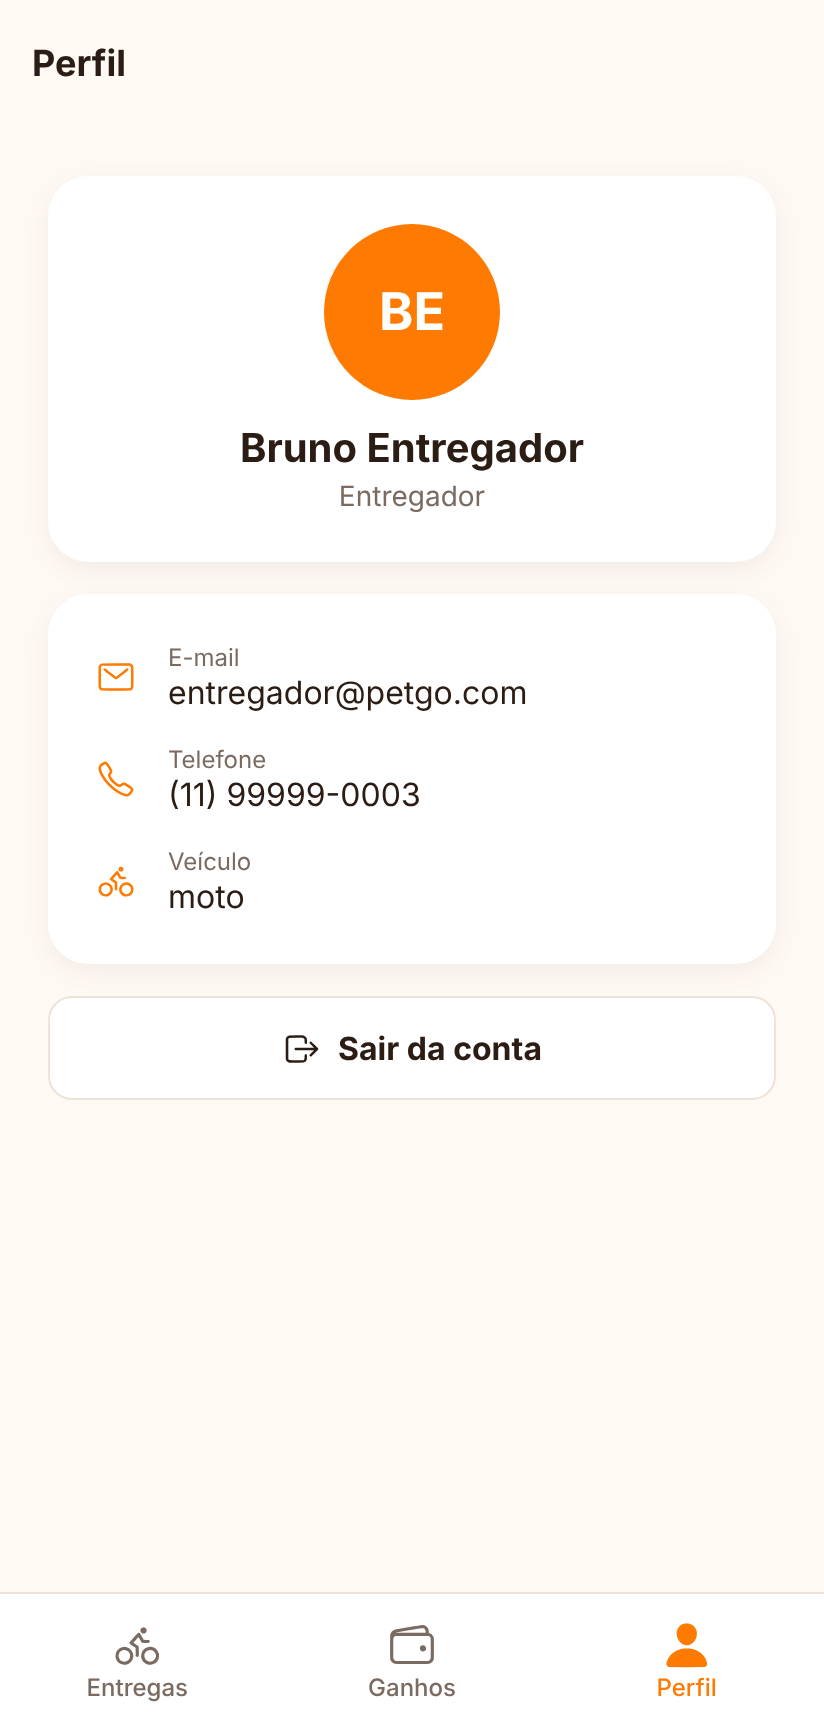 Perfil
BE
Bruno Entregador
Entregador
E-mail
entregador@petgo.com
Telefone
(11) 99999-0003
Veículo
moto
Sair da conta
Entregas
Ganhos
Perfil